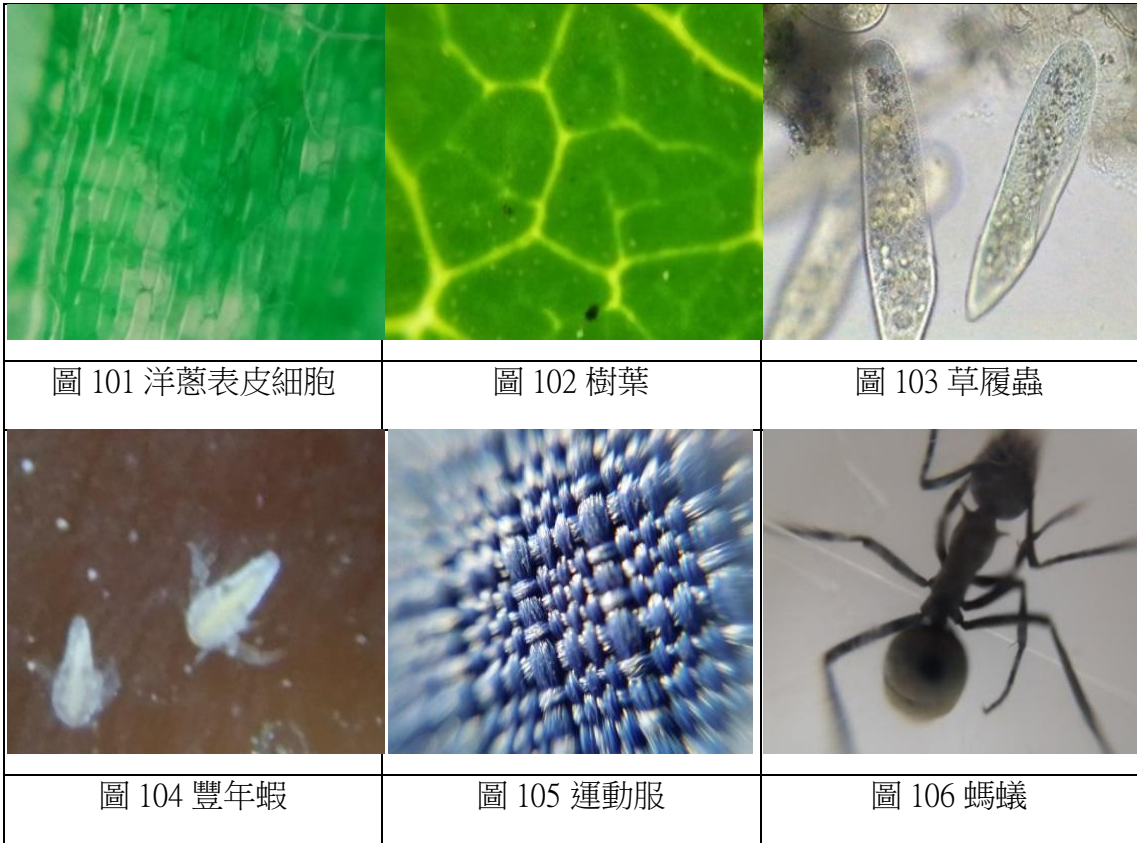 圖 101 洋蔥表皮細胞
圖 102 樹葉
圖 103 草履蟲
圖 104 豐年蝦
圖 105 運動服
圖 106 螞蟻